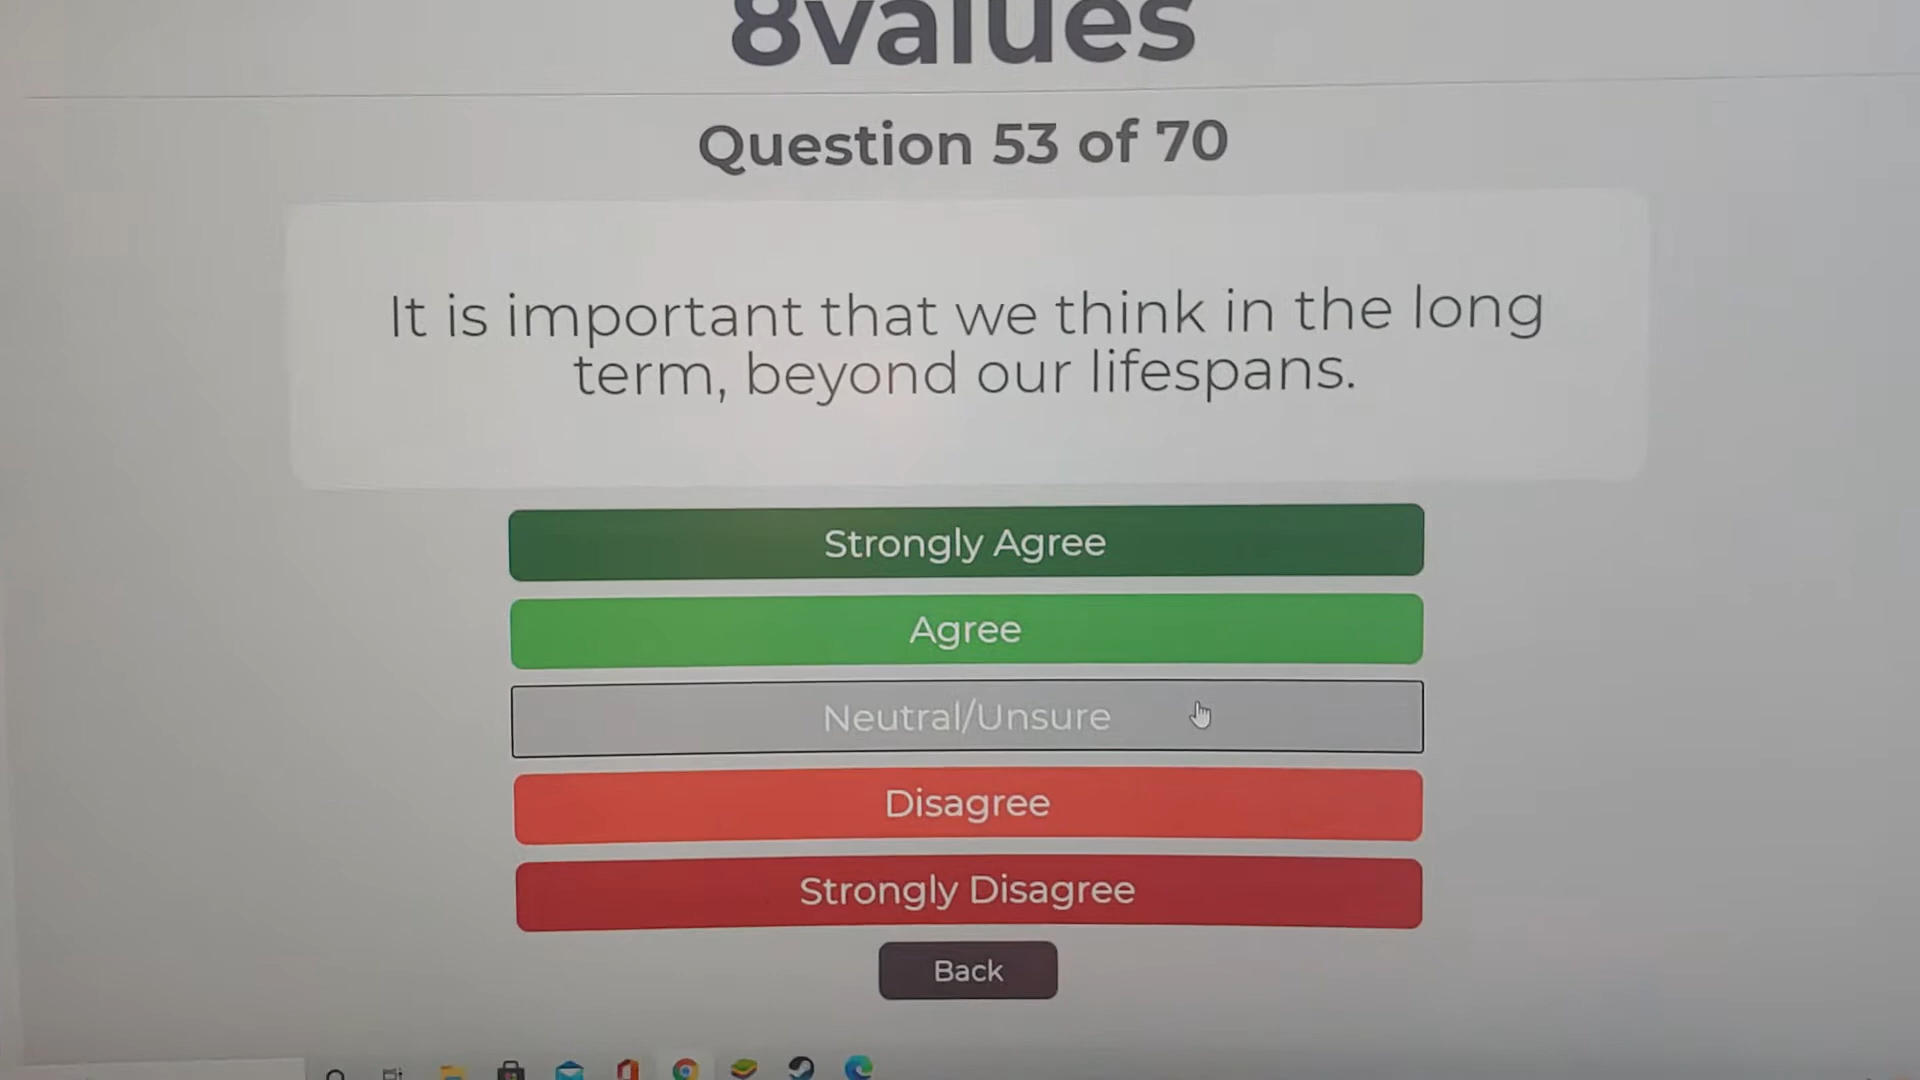 8values
Question 53 of 70
It is important that we think in the long
term, beyond our lifespans.
Strongly Agree
Agree
Neutral/Unsure
Disagree
Strongly Disagree
Back